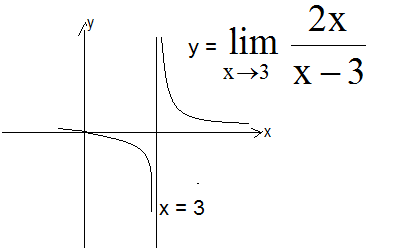 y
y = lim 2x / (x – 3)
x→3
x
x = 3